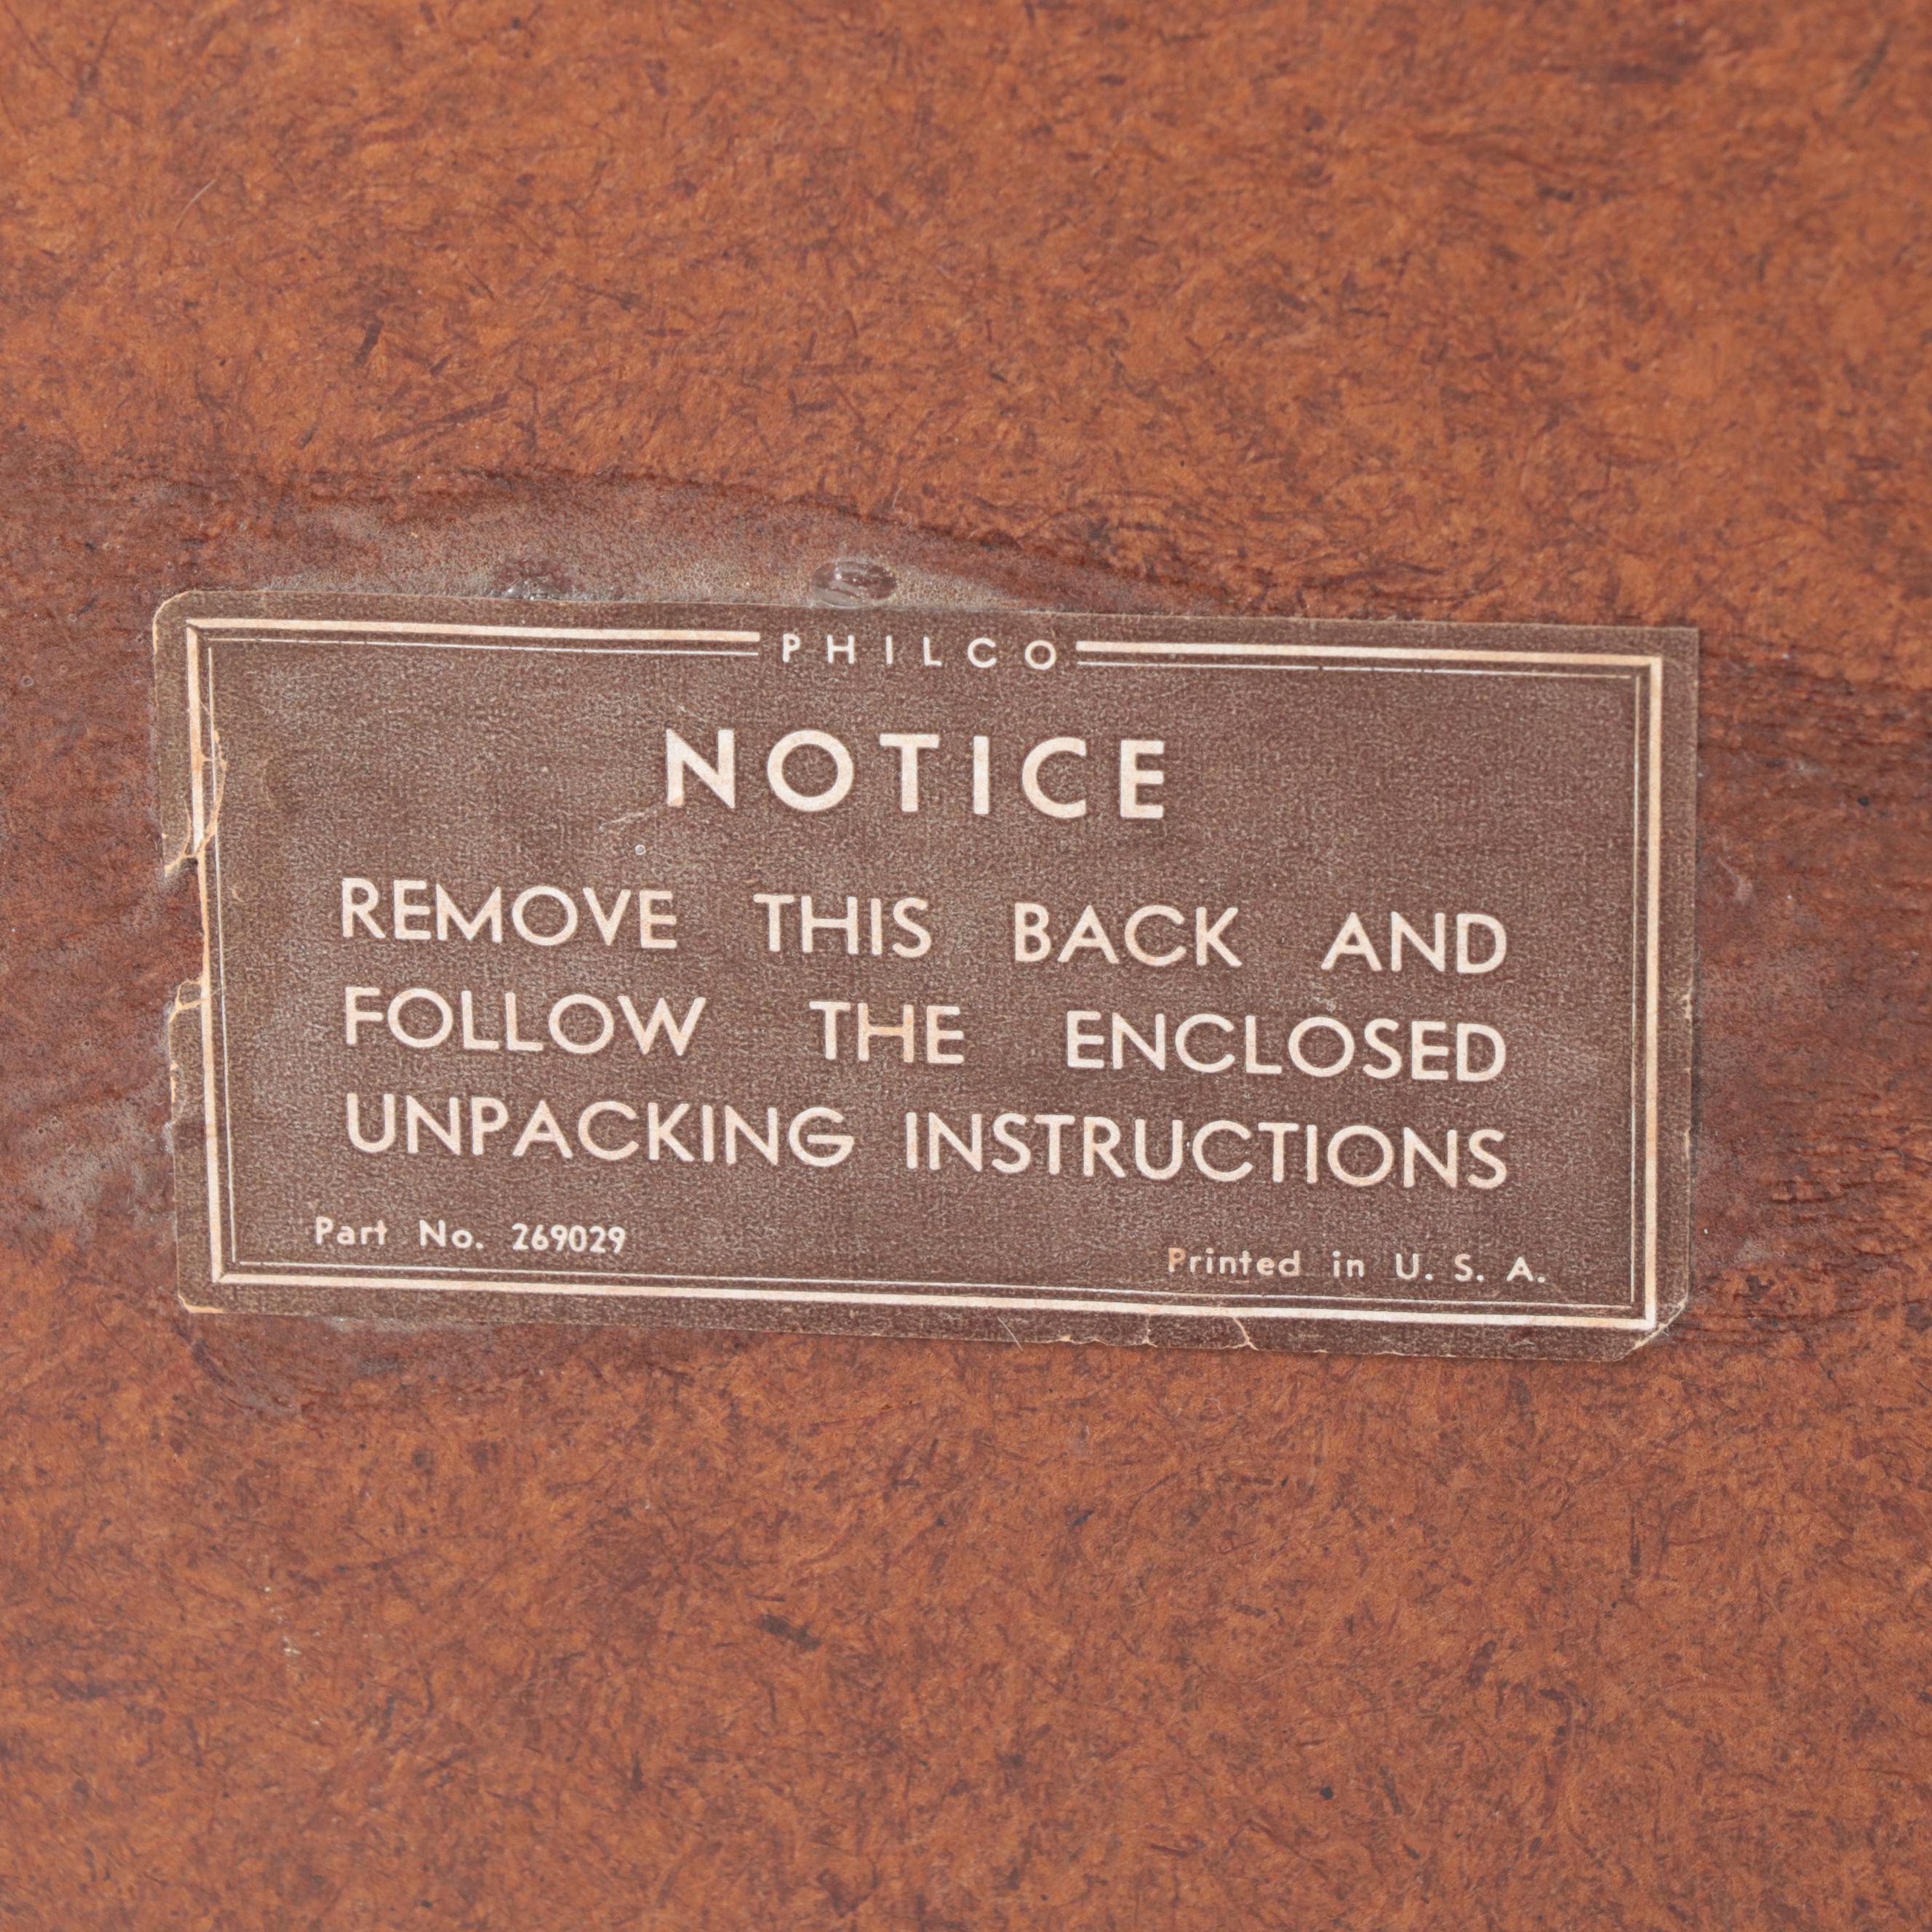 PHILCO
NOTICE
REMOVE THIS BACK AND
FOLLOW THE ENCLOSED
UNPACKING INSTRUCTIONS
Part No. 269029
Printed in U. S. A.